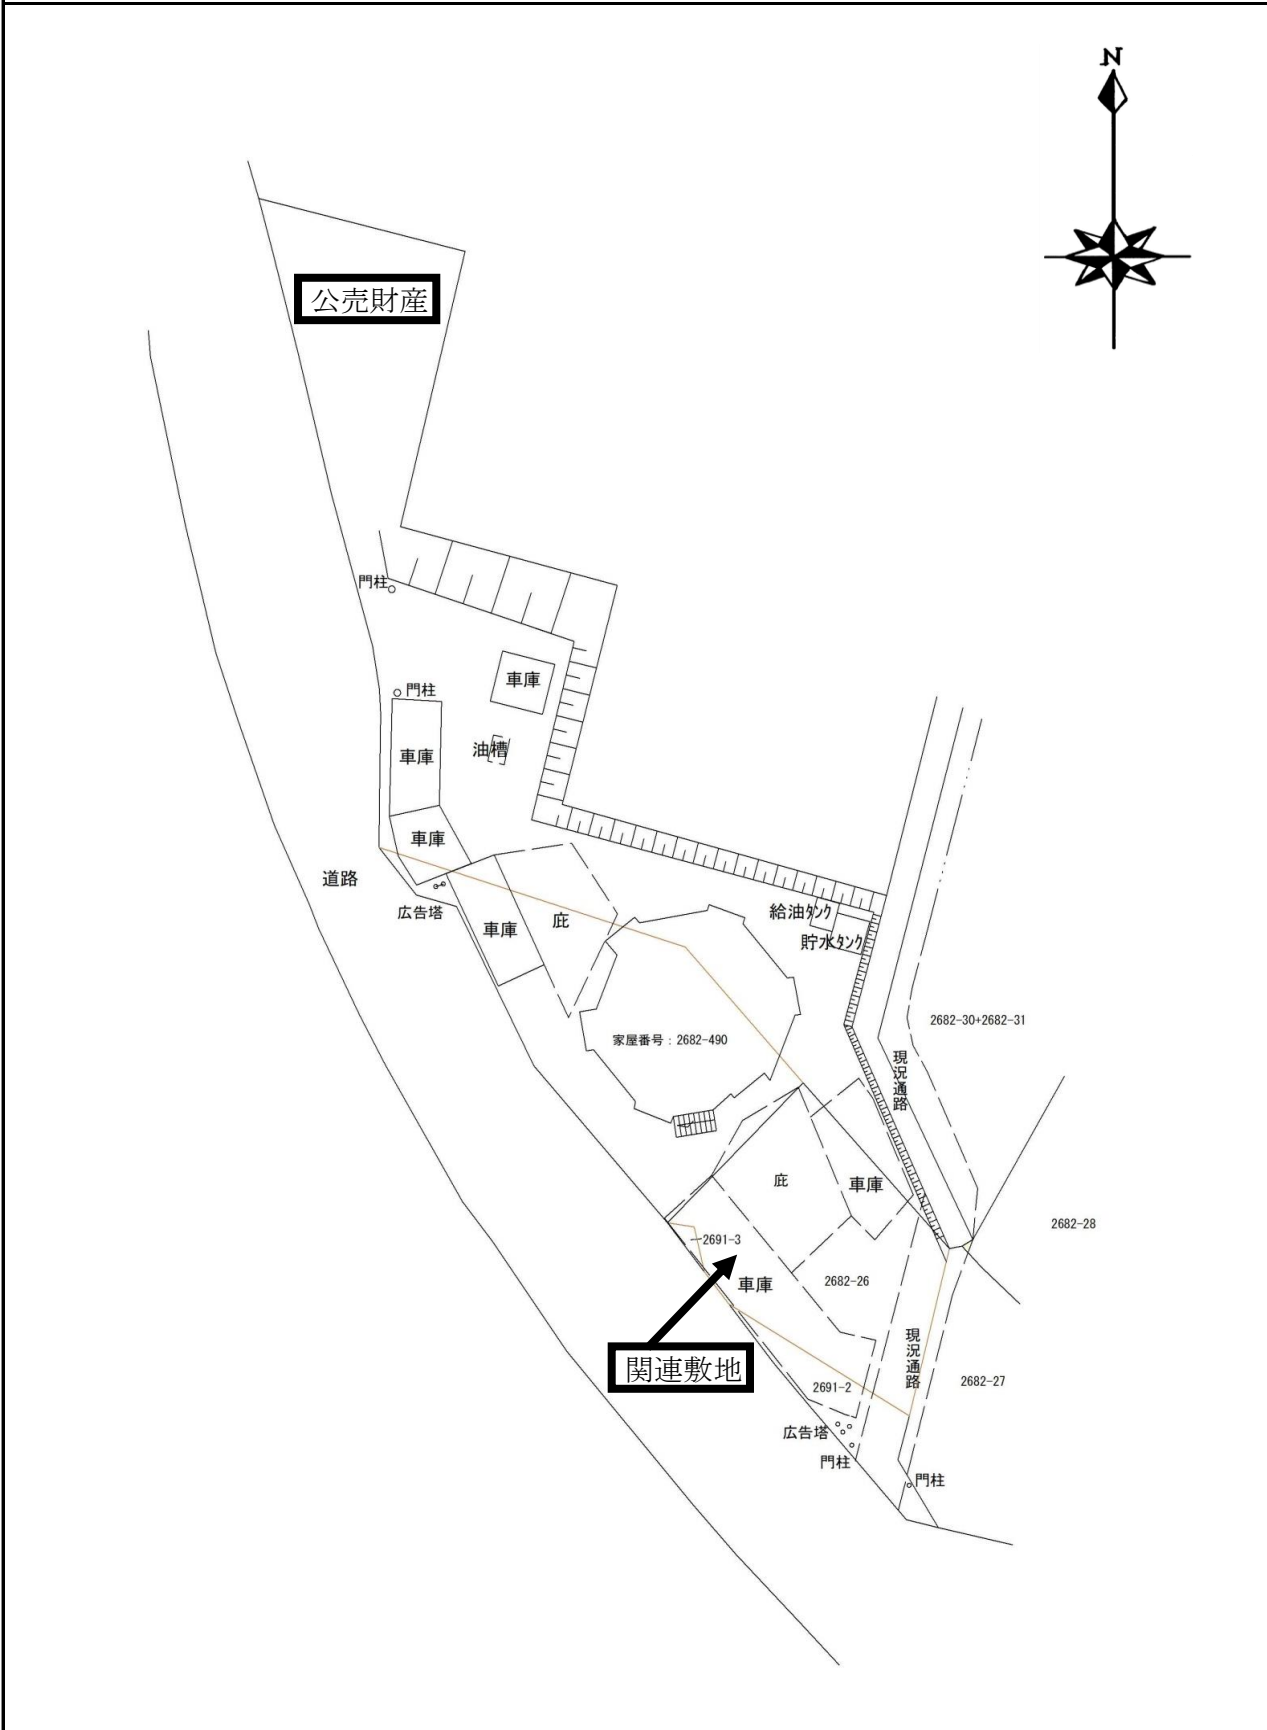 N
公売財産
門柱
車庫
門柱
車庫
油槽
車庫
道路
広告塔
車庫
庇
給油タンク
貯水タンク
家屋番号：2682-490
2682-30+2682-31
現況通路
庇
車庫
2682-28
2691-3
車庫
2682-26
関連敷地
現況通路
2691-2
2682-27
広告塔
門柱
門柱